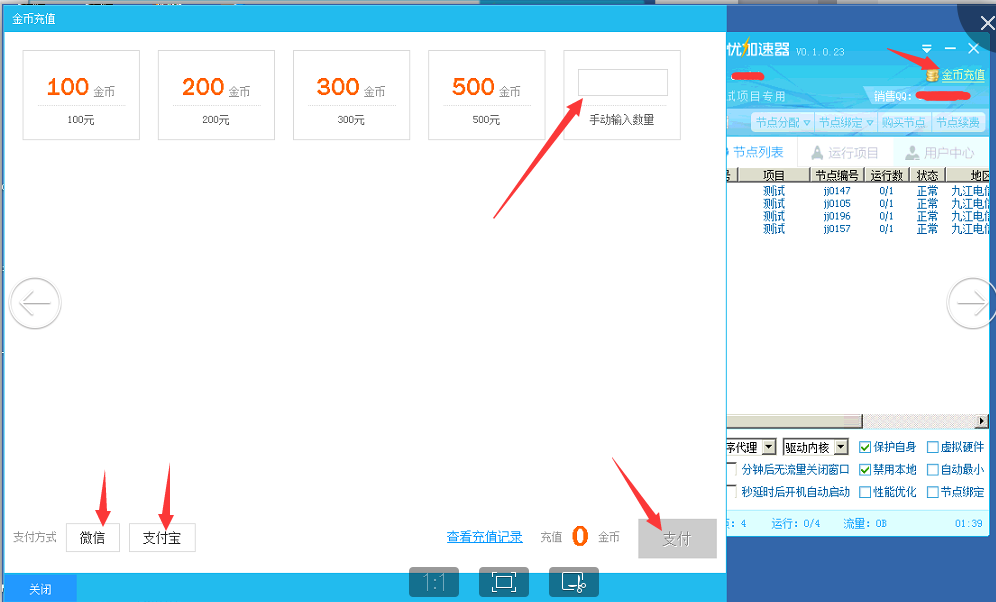 金币充值
100 金币
100元
200 金币
200元
300 金币
300元
500 金币
500元
手动输入数量
支付方式
微信
支付宝
查看充值记录
充值 0 金币
支付
关闭
1:1
忧加速器 V0.1.0.23
金币充值
试项目专用
销售QQ:
节点分配
节点绑定
购买节点
节点续费
节点列表
运行项目
用户中心
项目 节点编号 运行数 状态 地区
测试 jj0147 0/1 正常 九江电信
测试 jj0105 0/1 正常 九江电信
测试 jj0196 0/1 正常 九江电信
测试 jj0157 0/1 正常 九江电信
序代理 驱动内核 保护自身 虚拟硬件
分钟后无流量关闭窗口 禁用本地 自动最小
秒延时后开机自动启动 性能优化 节点绑定
: 4 运行: 0/4 流量: 0B 01:39